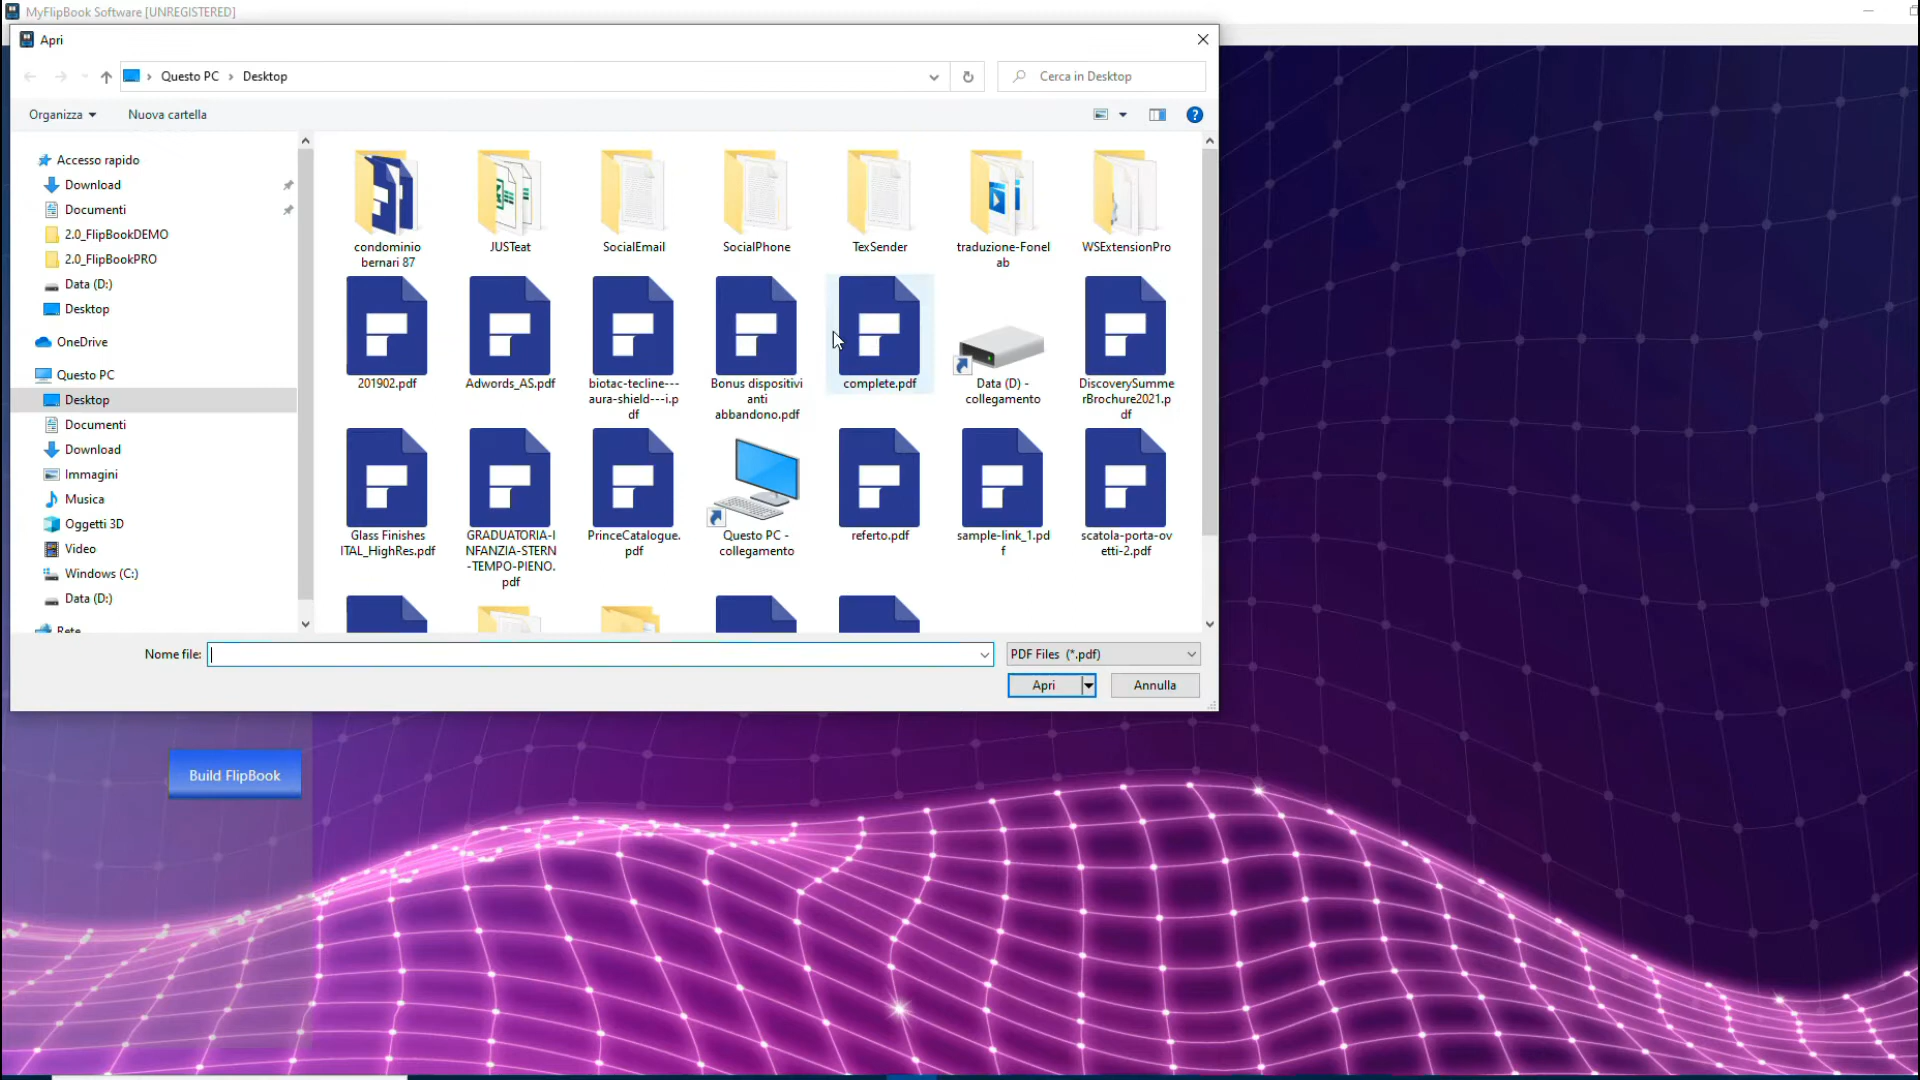 MyFlipBook Software [UNREGISTERED]
Apri
Questo PC > Desktop
Cerca in Desktop
Organizza
Nuova cartella
Accesso rapido
Download
Documenti
2.0_FlipBookDEMO
2.0_FlipBookPRO
Data (D:)
Desktop
OneDrive
Questo PC
Desktop
Documenti
Download
Immagini
Musica
Oggetti 3D
Video
Windows (C:)
Data (D:)
Rete
condominio
bernari 87
JUSTeat
SocialEmail
SocialPhone
TexSender
traduzione-Fonel
ab
WSExtensionPro
201902.pdf
Adwords_AS.pdf
biotac-tecline---
aura-shield---i.p
df
Bonus dispositivi
anti
abbandono.pdf
complete.pdf
Data (D) -
collegamento
DiscoverySumme
rBrochure2021.p
df
Glass Finishes
ITAL_HighRes.pdf
GRADUATORIA-I
NFANZIA-STERN
-TEMPO-PIENO.
pdf
PrinceCatalogue.
pdf
Questo PC -
collegamento
referto.pdf
sample-link_1.pd
f
scatola-porta-ov
etti-2.pdf
Nome file:
PDF Files (*.pdf)
Apri
Annulla
Build FlipBook